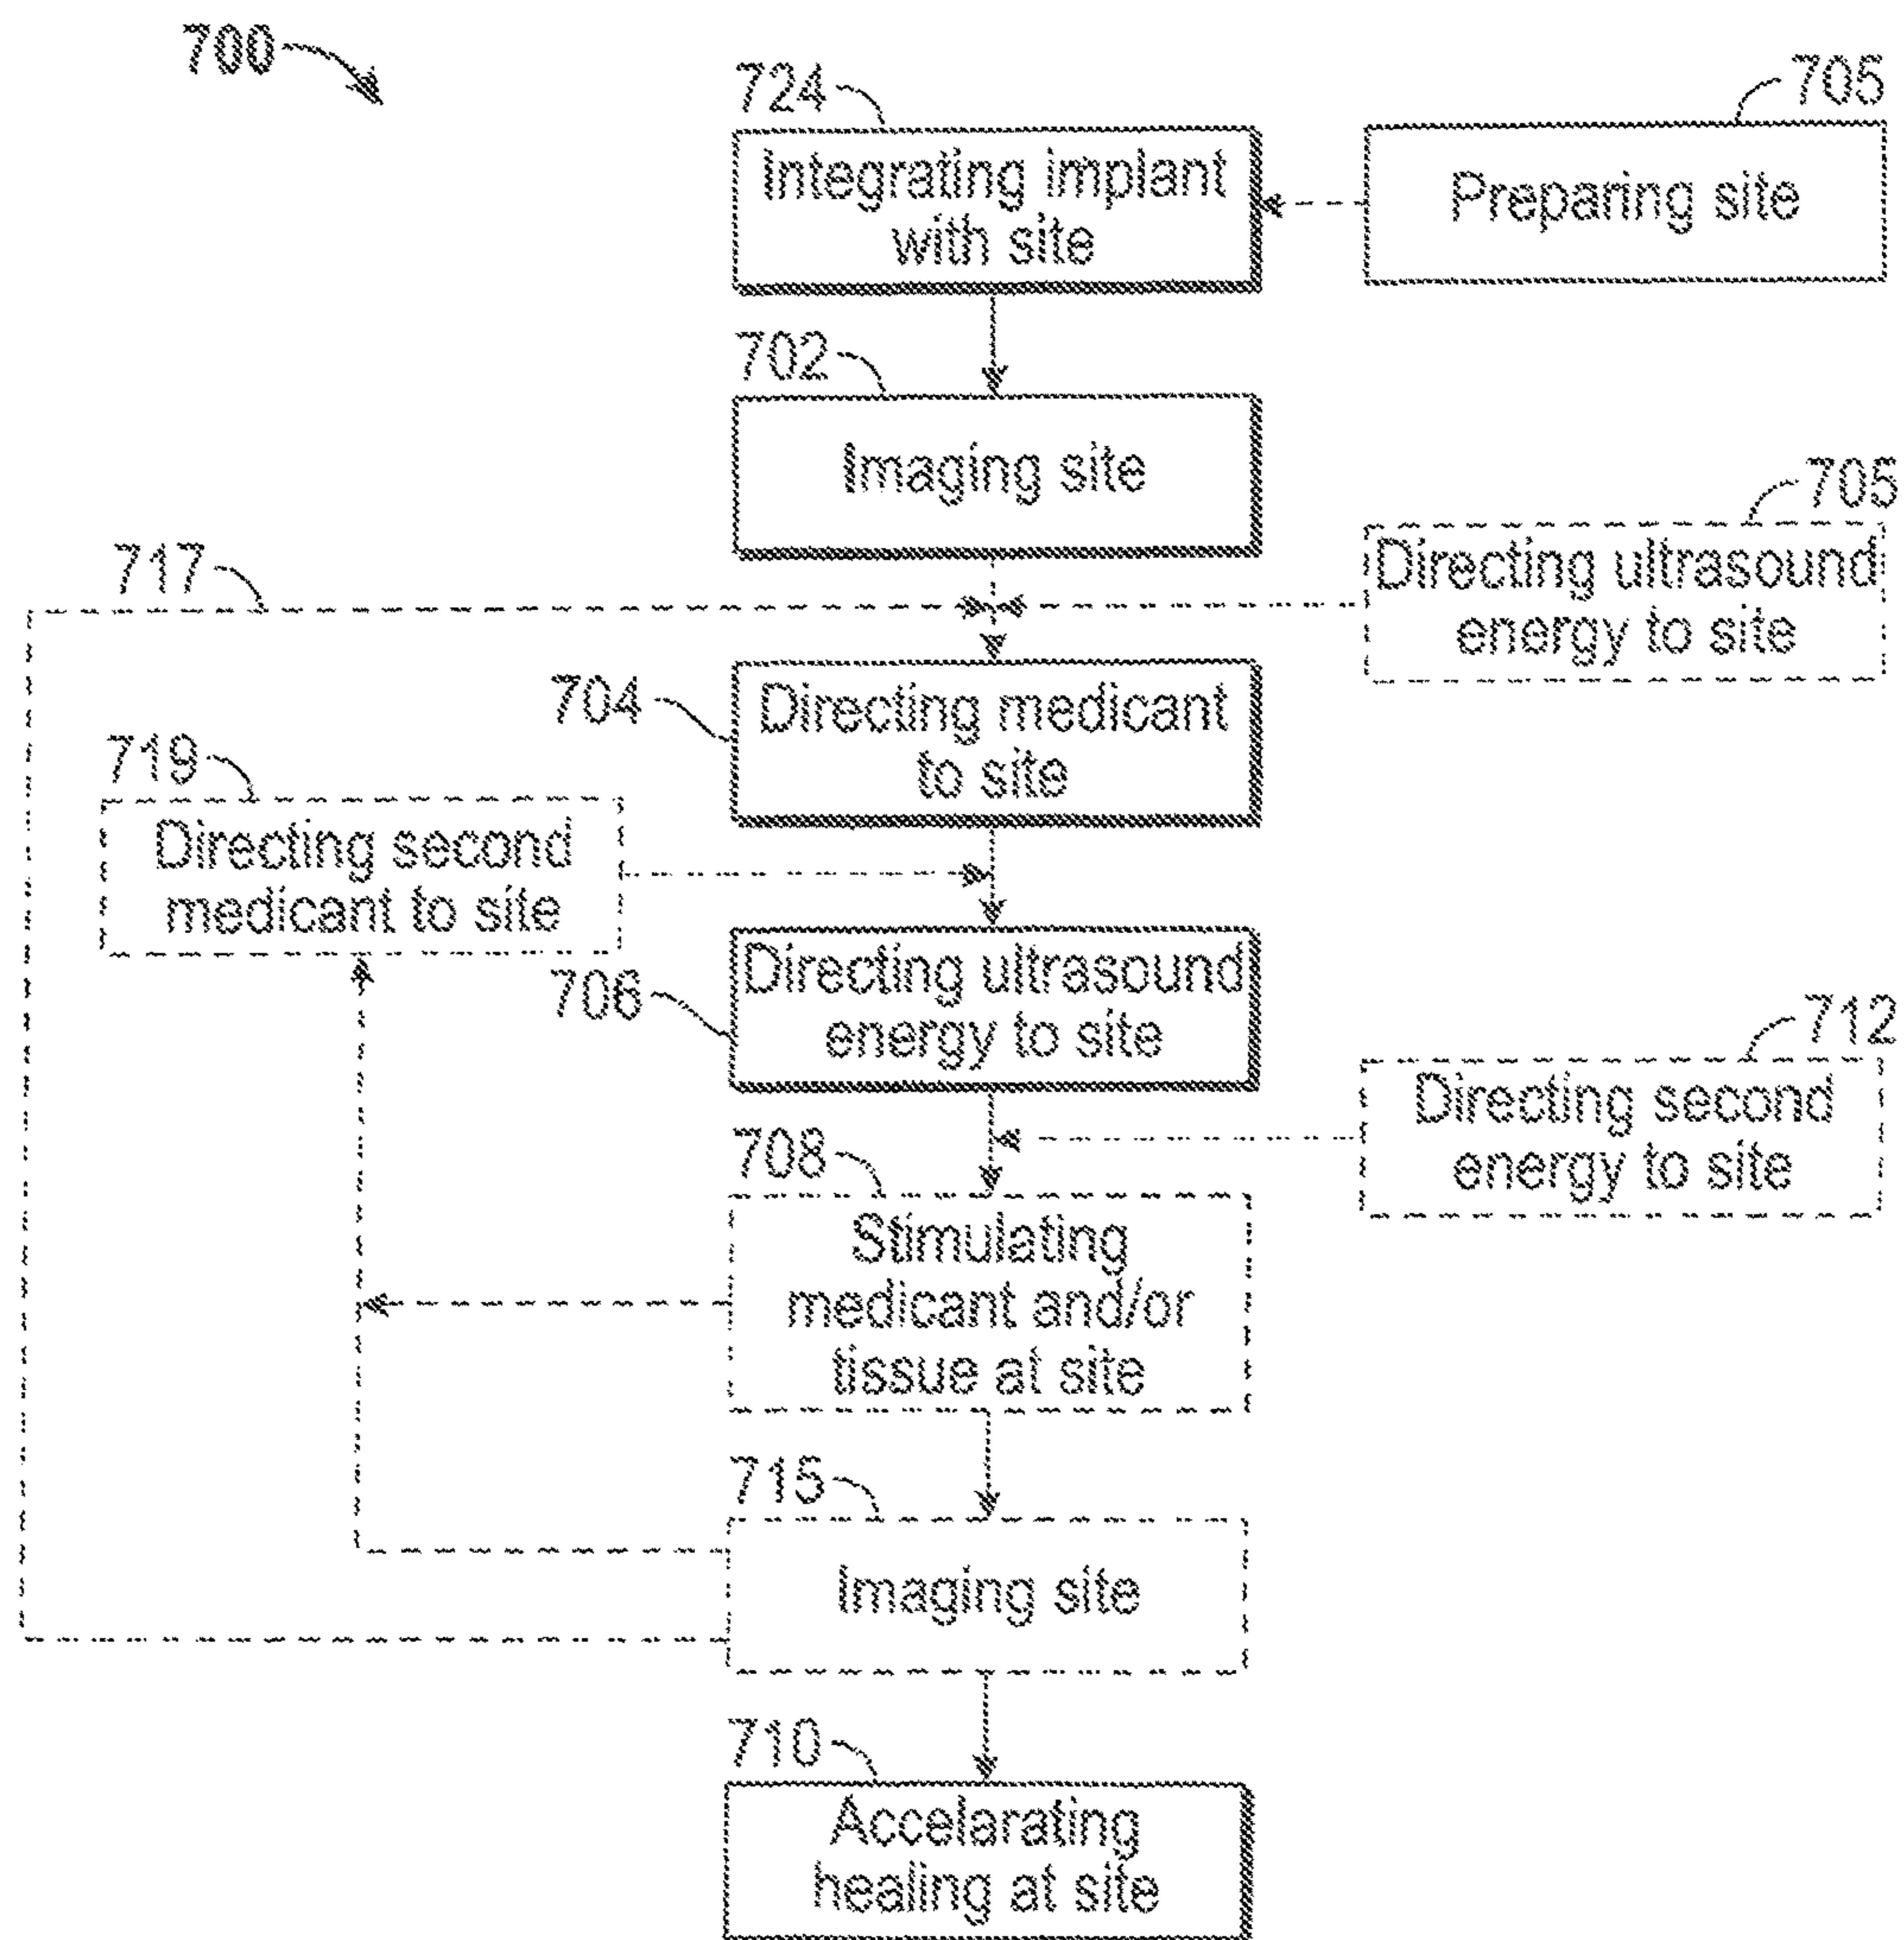 700
724
705
Integrating implant
with site
Preparing site
702
Imaging site
705
Directing ultrasound
energy to site
717
704
Directing medicant
to site
719
Directing second
medicant to site
706
Directing ultrasound
energy to site
712
Directing second
energy to site
708
Stimulating
medicant and/or
tissue at site
715
Imaging site
710
Accelarating
healing at site